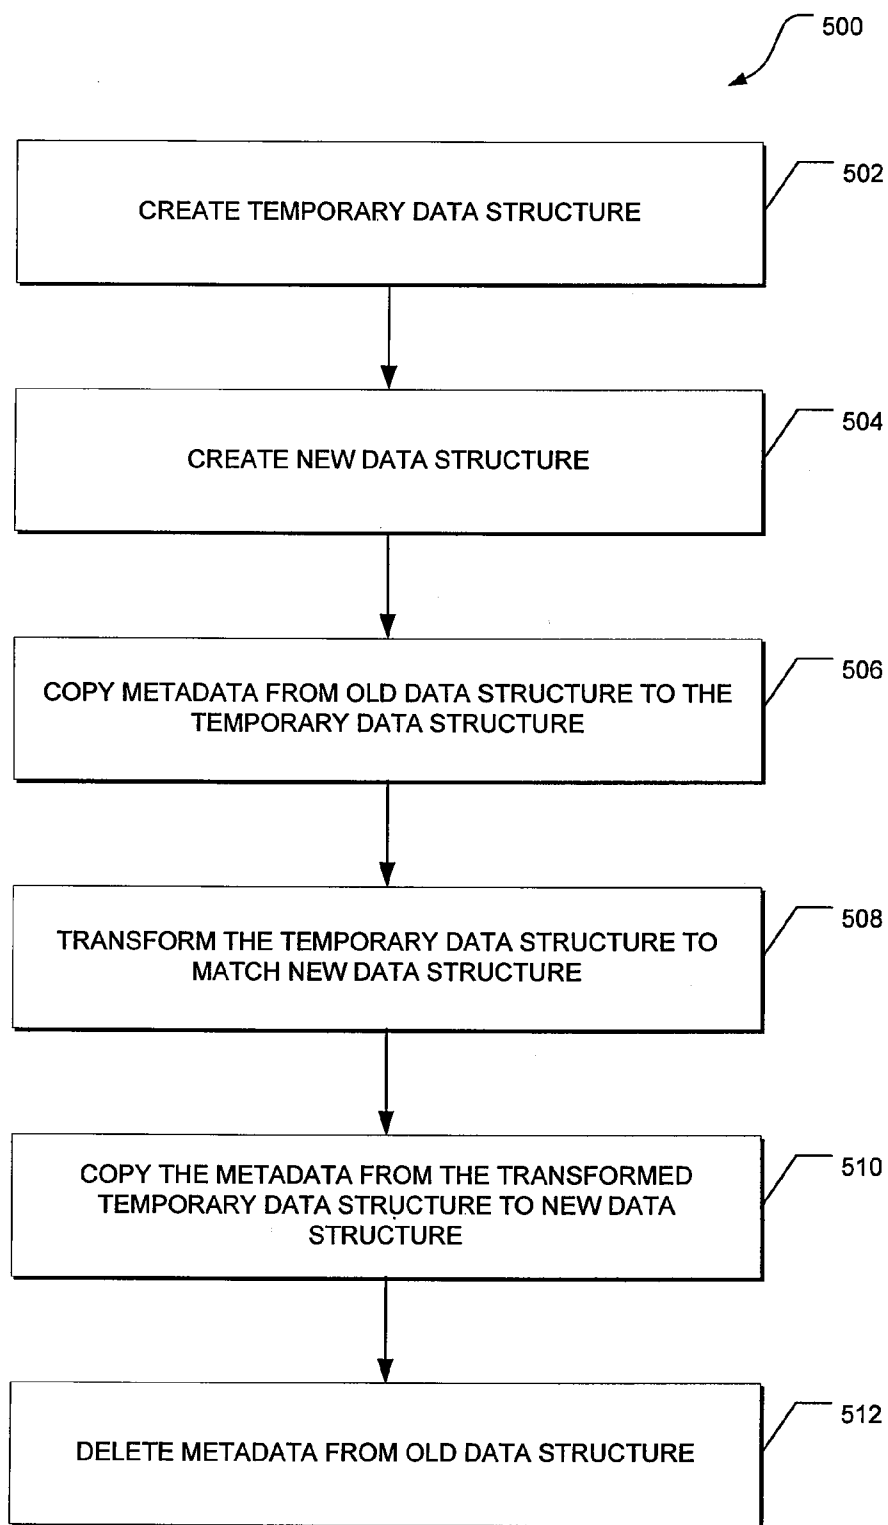 500
CREATE TEMPORARY DATA STRUCTURE
502
CREATE NEW DATA STRUCTURE
504
COPY METADATA FROM OLD DATA STRUCTURE TO THE
TEMPORARY DATA STRUCTURE
506
TRANSFORM THE TEMPORARY DATA STRUCTURE TO
MATCH NEW DATA STRUCTURE
508
COPY THE METADATA FROM THE TRANSFORMED
TEMPORARY DATA STRUCTURE TO NEW DATA
STRUCTURE
510
DELETE METADATA FROM OLD DATA STRUCTURE
512